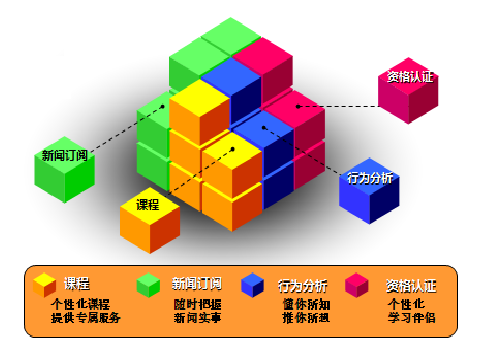 资格认证
新闻订阅
行为分析
课程
课程 新闻订阅 行为分析 资格认证
个性化课程 随时把握 懂你所知 个性化
提供专属服务 新闻实事 推你所想 学习伴侣